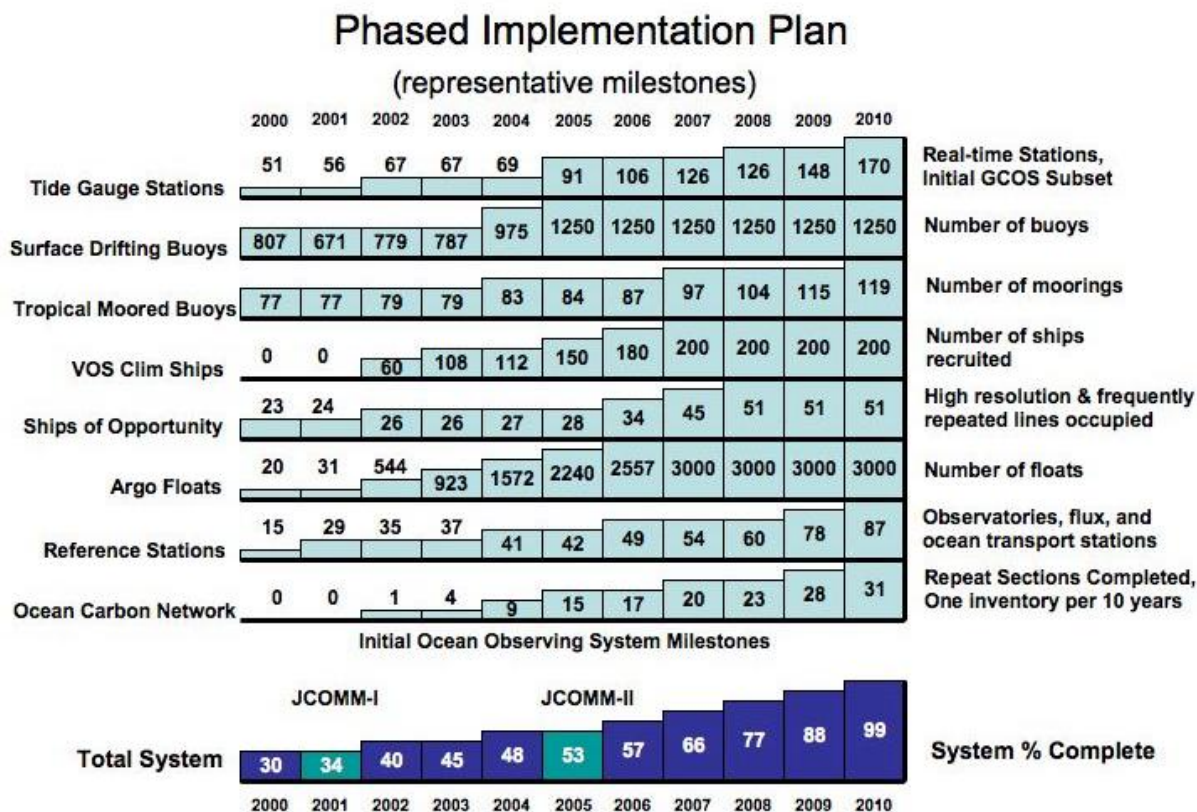 Phased Implementation Plan
(representative milestones)
2000 2001 2002 2003 2004 2005 2006 2007 2008 2009 2010
Tide Gauge Stations 51 56 67 67 69 91 106 126 126 148 170 Real-time Stations,
Initial GCOS Subset
Surface Drifting Buoys 807 671 779 787 975 1250 1250 1250 1250 1250 1250 Number of buoys
Tropical Moored Buoys 77 77 79 79 83 84 87 97 104 115 119 Number of moorings
VOS Clim Ships 0 0 60 108 112 150 180 200 200 200 200 Number of ships
recruited
Ships of Opportunity 23 24 26 26 27 28 34 45 51 51 51 High resolution & frequently
repeated lines occupied
Argo Floats 20 31 544 923 1572 2240 2557 3000 3000 3000 3000 Number of floats
Reference Stations 15 29 35 37 41 42 49 54 60 78 87 Observatories, flux, and
ocean transport stations
Ocean Carbon Network 0 0 1 4 9 15 17 20 23 28 31 Repeat Sections Completed,
One inventory per 10 years
Initial Ocean Observing System Milestones
JCOMM-I JCOMM-II
Total System 30 34 40 45 48 53 57 66 77 88 99 System % Complete
2000 2001 2002 2003 2004 2005 2006 2007 2008 2009 2010